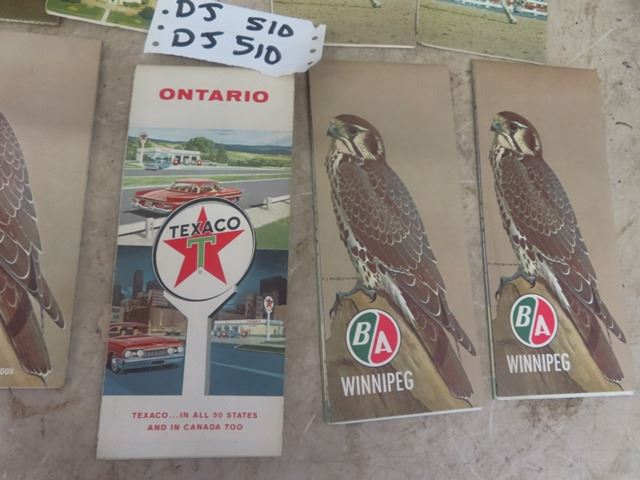 DJ 510
DJ 510
ONTARIO
TEXACO
T
TEXACO...IN ALL 50 STATES
AND IN CANADA TOO
BA
WINNIPEG
BA
WINNIPEG